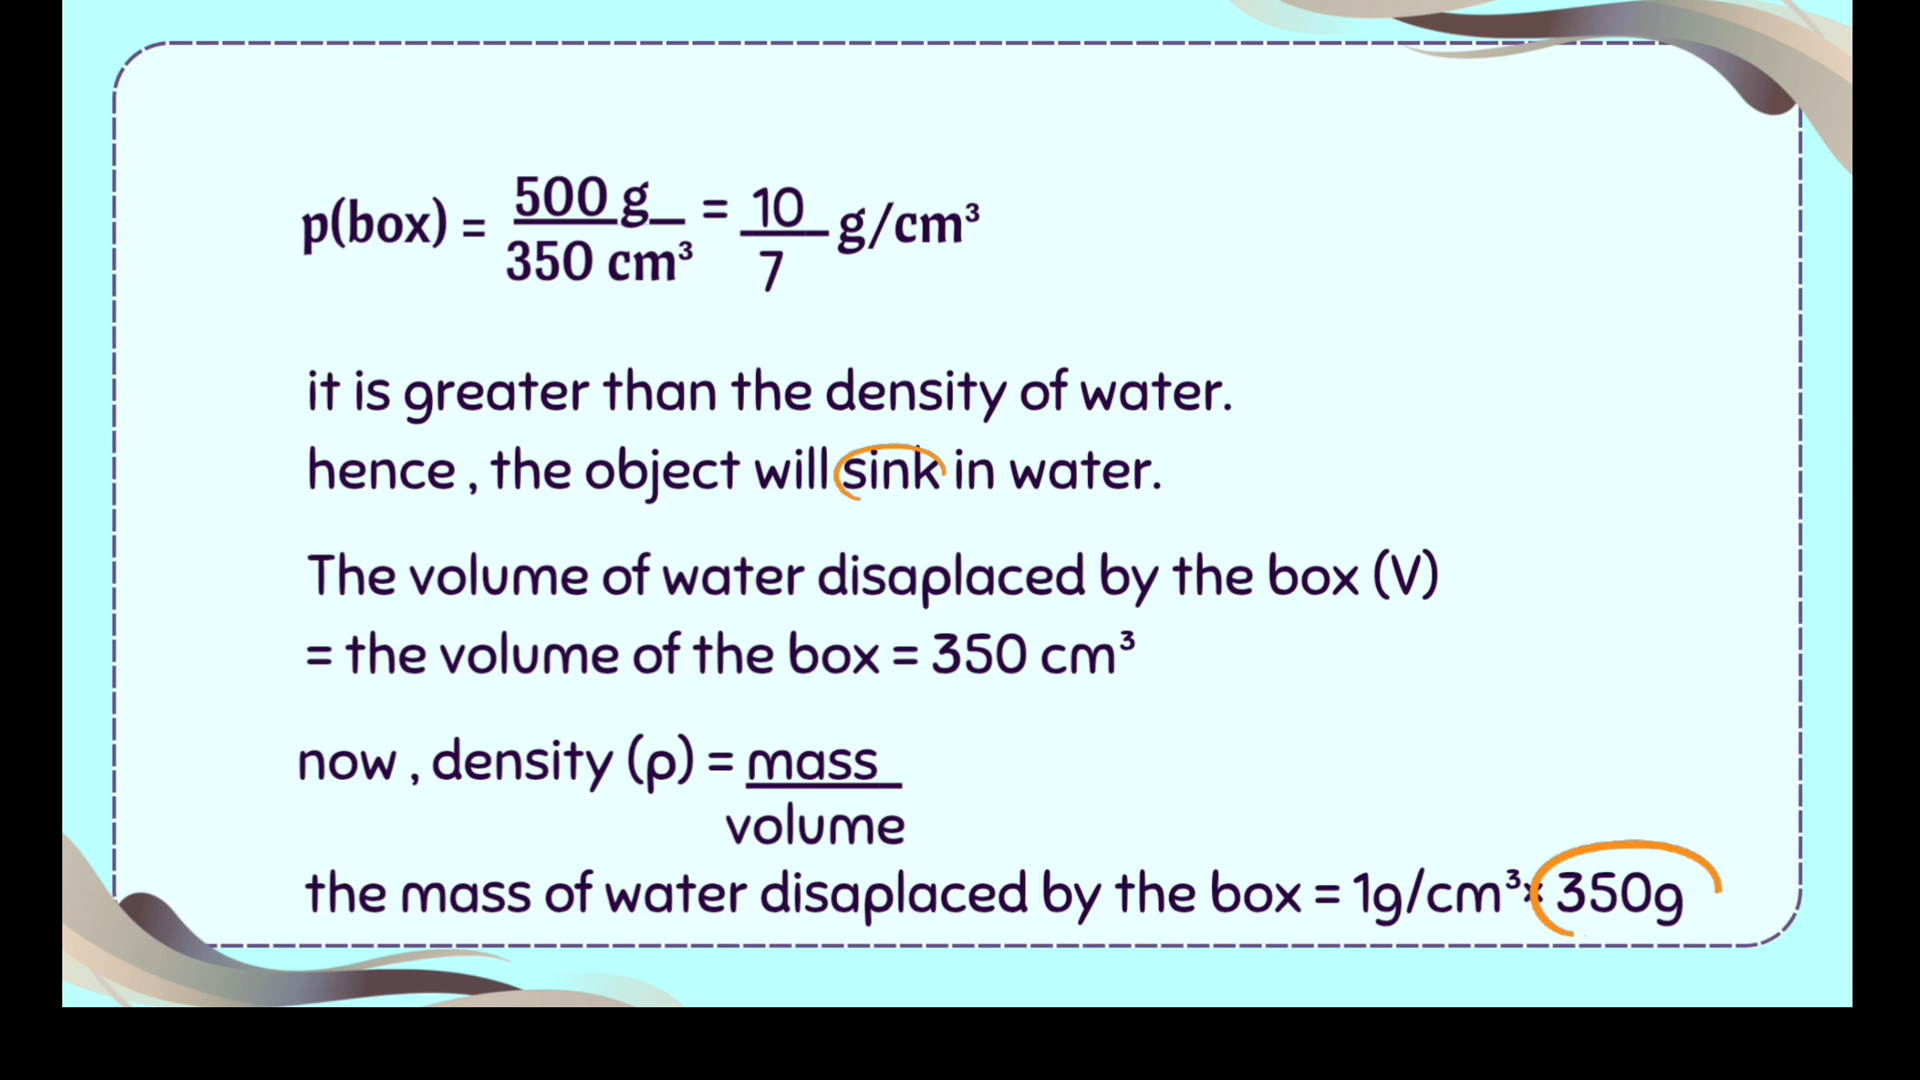 p(box) = 500 g / 350 cm³ = 10 / 7 g/cm³
it is greater than the density of water.
hence , the object will sink in water.
The volume of water disaplaced by the box (V)
= the volume of the box = 350 cm³
now , density (ρ) = mass / volume
the mass of water disaplaced by the box = 1g/cm³× 350g